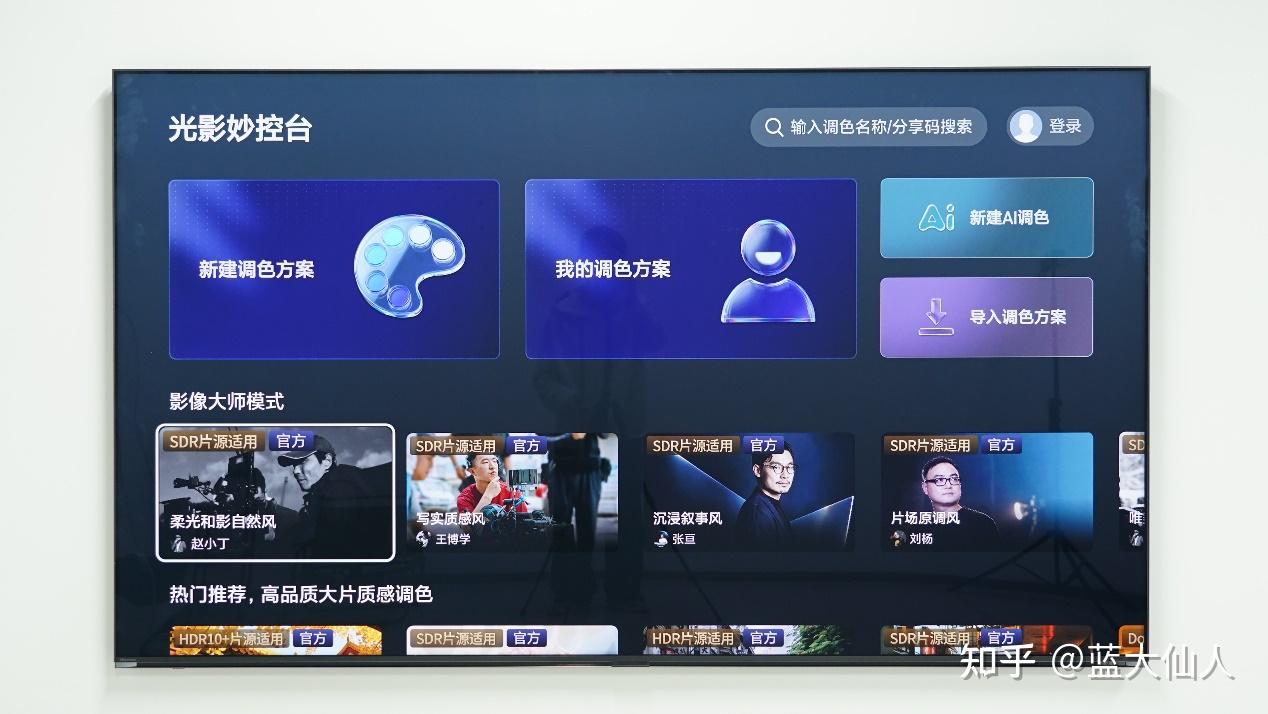 光影妙控台
输入调色名称/分享码搜索
登录
新建调色方案
我的调色方案
新建AI调色
导入调色方案
影像大师模式
SDR片源适用 官方
柔光和影自然风
赵小丁
SDR片源适用 官方
写实质感风
王博学
SDR片源适用 官方
沉浸叙事风
张亘
SDR片源适用 官方
片场原调风
刘杨
SD
唯
热门推荐，高品质大片质感调色
HDR10+片源适用 官方
SDR片源适用 官方
HDR片源适用 官方
SDR片源适用 官方
Do
知乎 @蓝大仙人